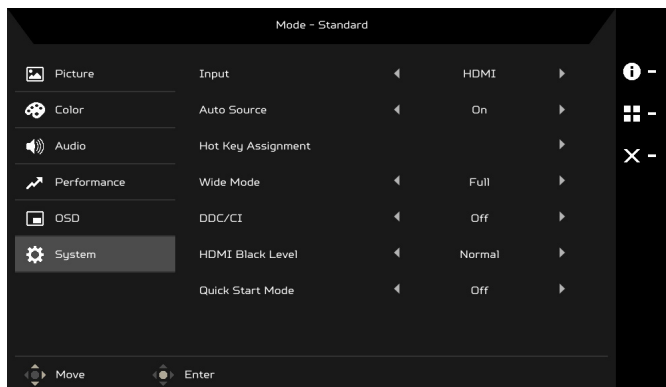 Mode - Standard
Picture
Input HDMI
Color
Auto Source On
Audio
Hot Key Assignment
Performance
Wide Mode Full
OSD
DDC/CI Off
System
HDMI Black Level Normal
Quick Start Mode Off
Move Enter